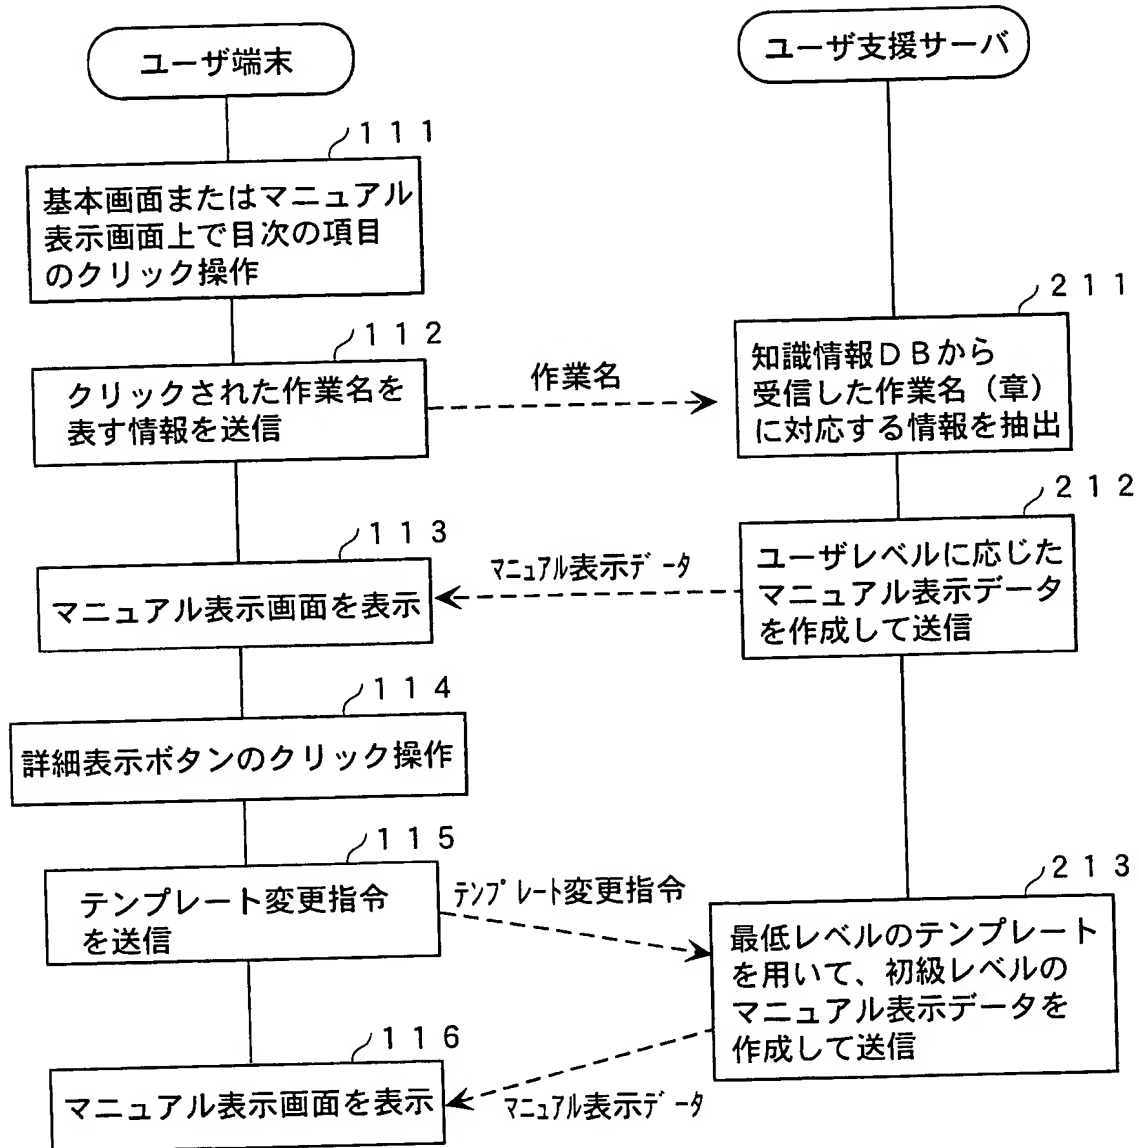 ユーザ端末
ユーザ支援サーバ
111
基本画面またはマニュアル
表示画面上で目次の項目
のクリック操作
112
クリックされた作業名を
表す情報を送信
作業名
211
知識情報DBから
受信した作業名(章)
に対応する情報を抽出
212
ユーザレベルに応じた
マニュアル表示データ
を作成して送信
マニュアル表示データ
113
マニュアル表示画面を表示
114
詳細表示ボタンのクリック操作
115
テンプレート変更指令
を送信
テンプレート変更指令
213
最低レベルのテンプレート
を用いて、初級レベルの
マニュアル表示データを
作成して送信
116
マニュアル表示画面を表示
マニュアル表示データ